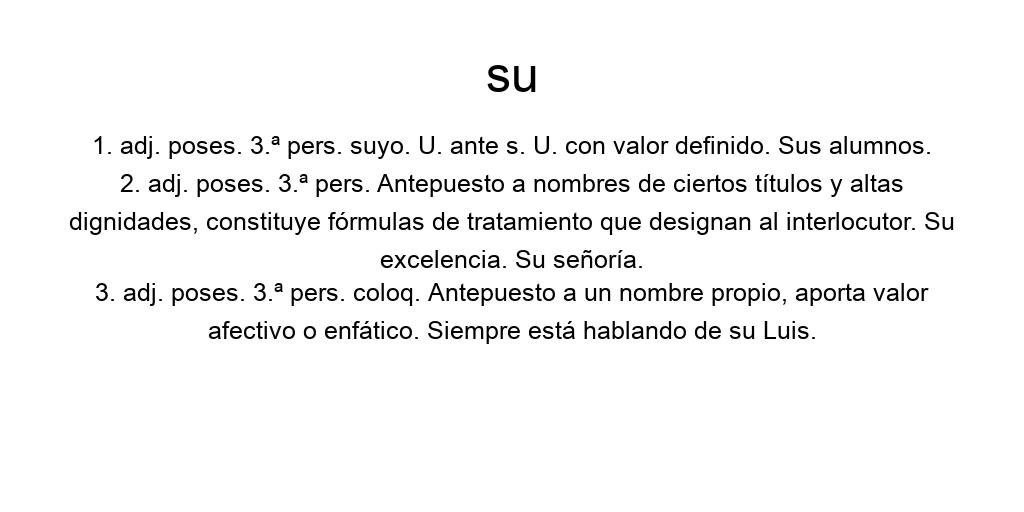 su
1. adj. poses. 3.ª pers. suyo. U. ante s. U. con valor definido. Sus alumnos.
2. adj. poses. 3.ª pers. Antepuesto a nombres de ciertos títulos y altas
dignidades, constituye fórmulas de tratamiento que designan al interlocutor. Su
excelencia. Su señoría.
3. adj. poses. 3.ª pers. coloq. Antepuesto a un nombre propio, aporta valor
afectivo o enfático. Siempre está hablando de su Luis.